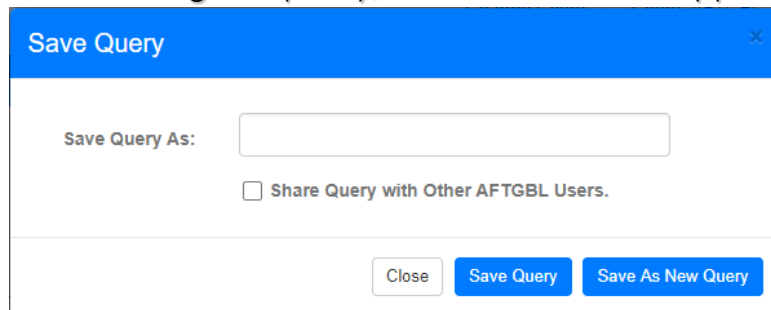 Save Query
×
Save Query As:
Share Query with Other AFTGBL Users.
Close Save Query Save As New Query